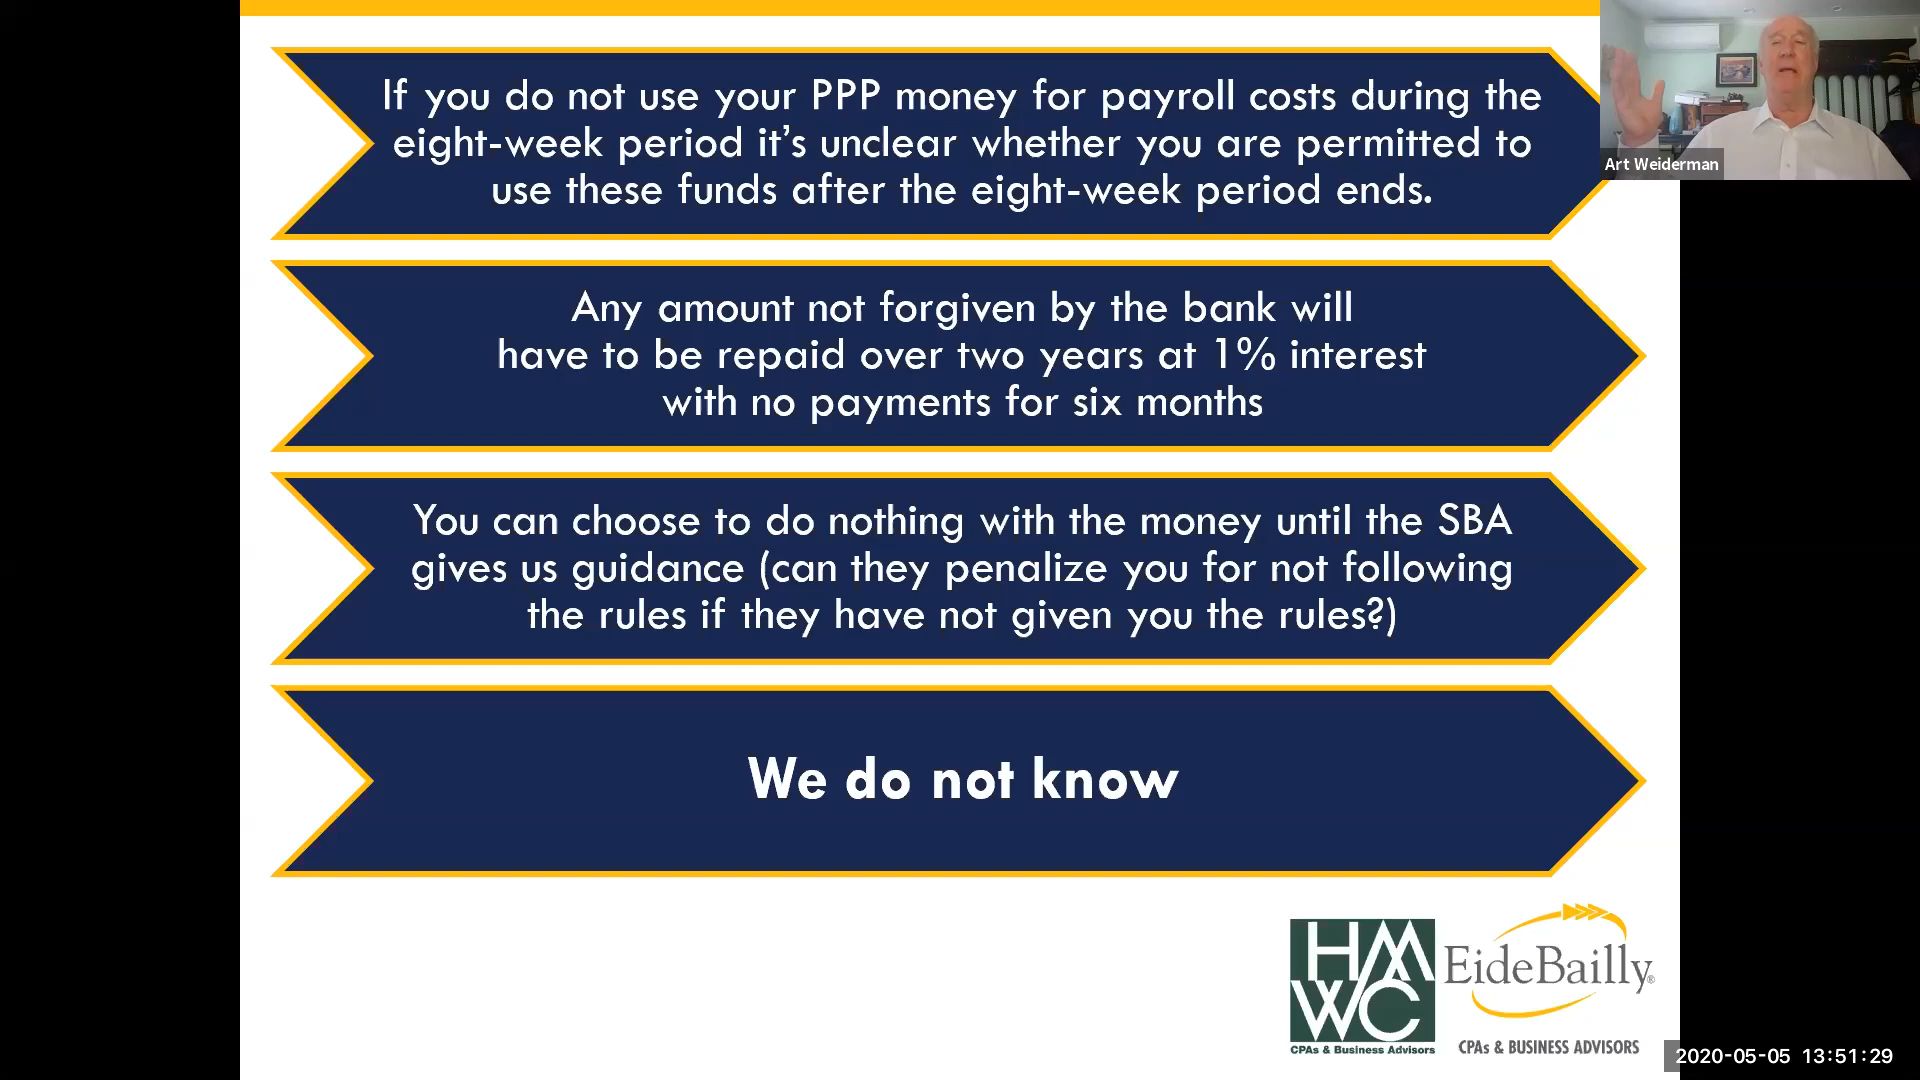 If you do not use your PPP money for payroll costs during the
eight-week period it’s unclear whether you are permitted to
use these funds after the eight-week period ends.
Art Weiderman
Any amount not forgiven by the bank will
have to be repaid over two years at 1% interest
with no payments for six months
You can choose to do nothing with the money until the SBA
gives us guidance (can they penalize you for not following
the rules if they have not given you the rules?)
We do not know
HM
WC
CPAs & Business Advisors
EideBailly®
CPAs & BUSINESS ADVISORS
2020-05-05 13:51:29